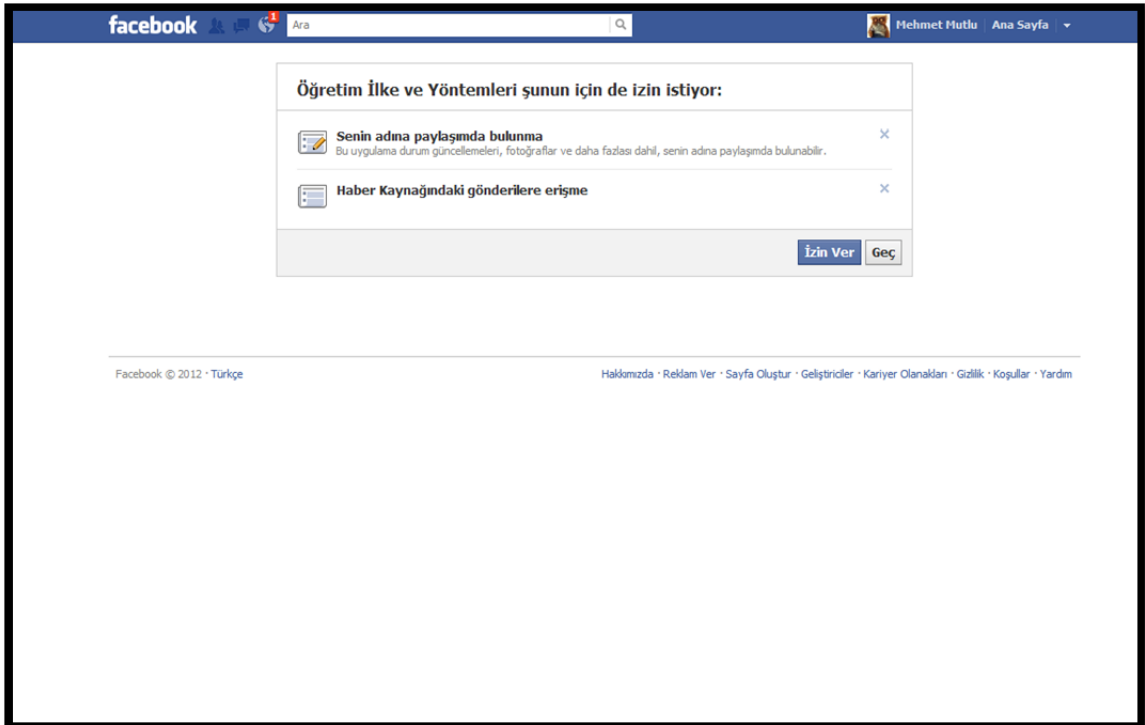 facebook 1 Ara Mehmet Mutlu Ana Sayfa
Öğretim İlke ve Yöntemleri şunun için de izin istiyor:
Senin adına paylaşımda bulunma
Bu uygulama durum güncellemeleri, fotoğraflar ve daha fazlası dahil, senin adına paylaşımda bulunabilir.
Haber Kaynağındaki gönderilere erişme
İzin Ver Geç
Facebook © 2012 · Türkçe Hakkımızda · Reklam Ver · Sayfa Oluştur · Geliştiriciler · Kariyer Olanakları · Gizlilik · Koşullar · Yardım